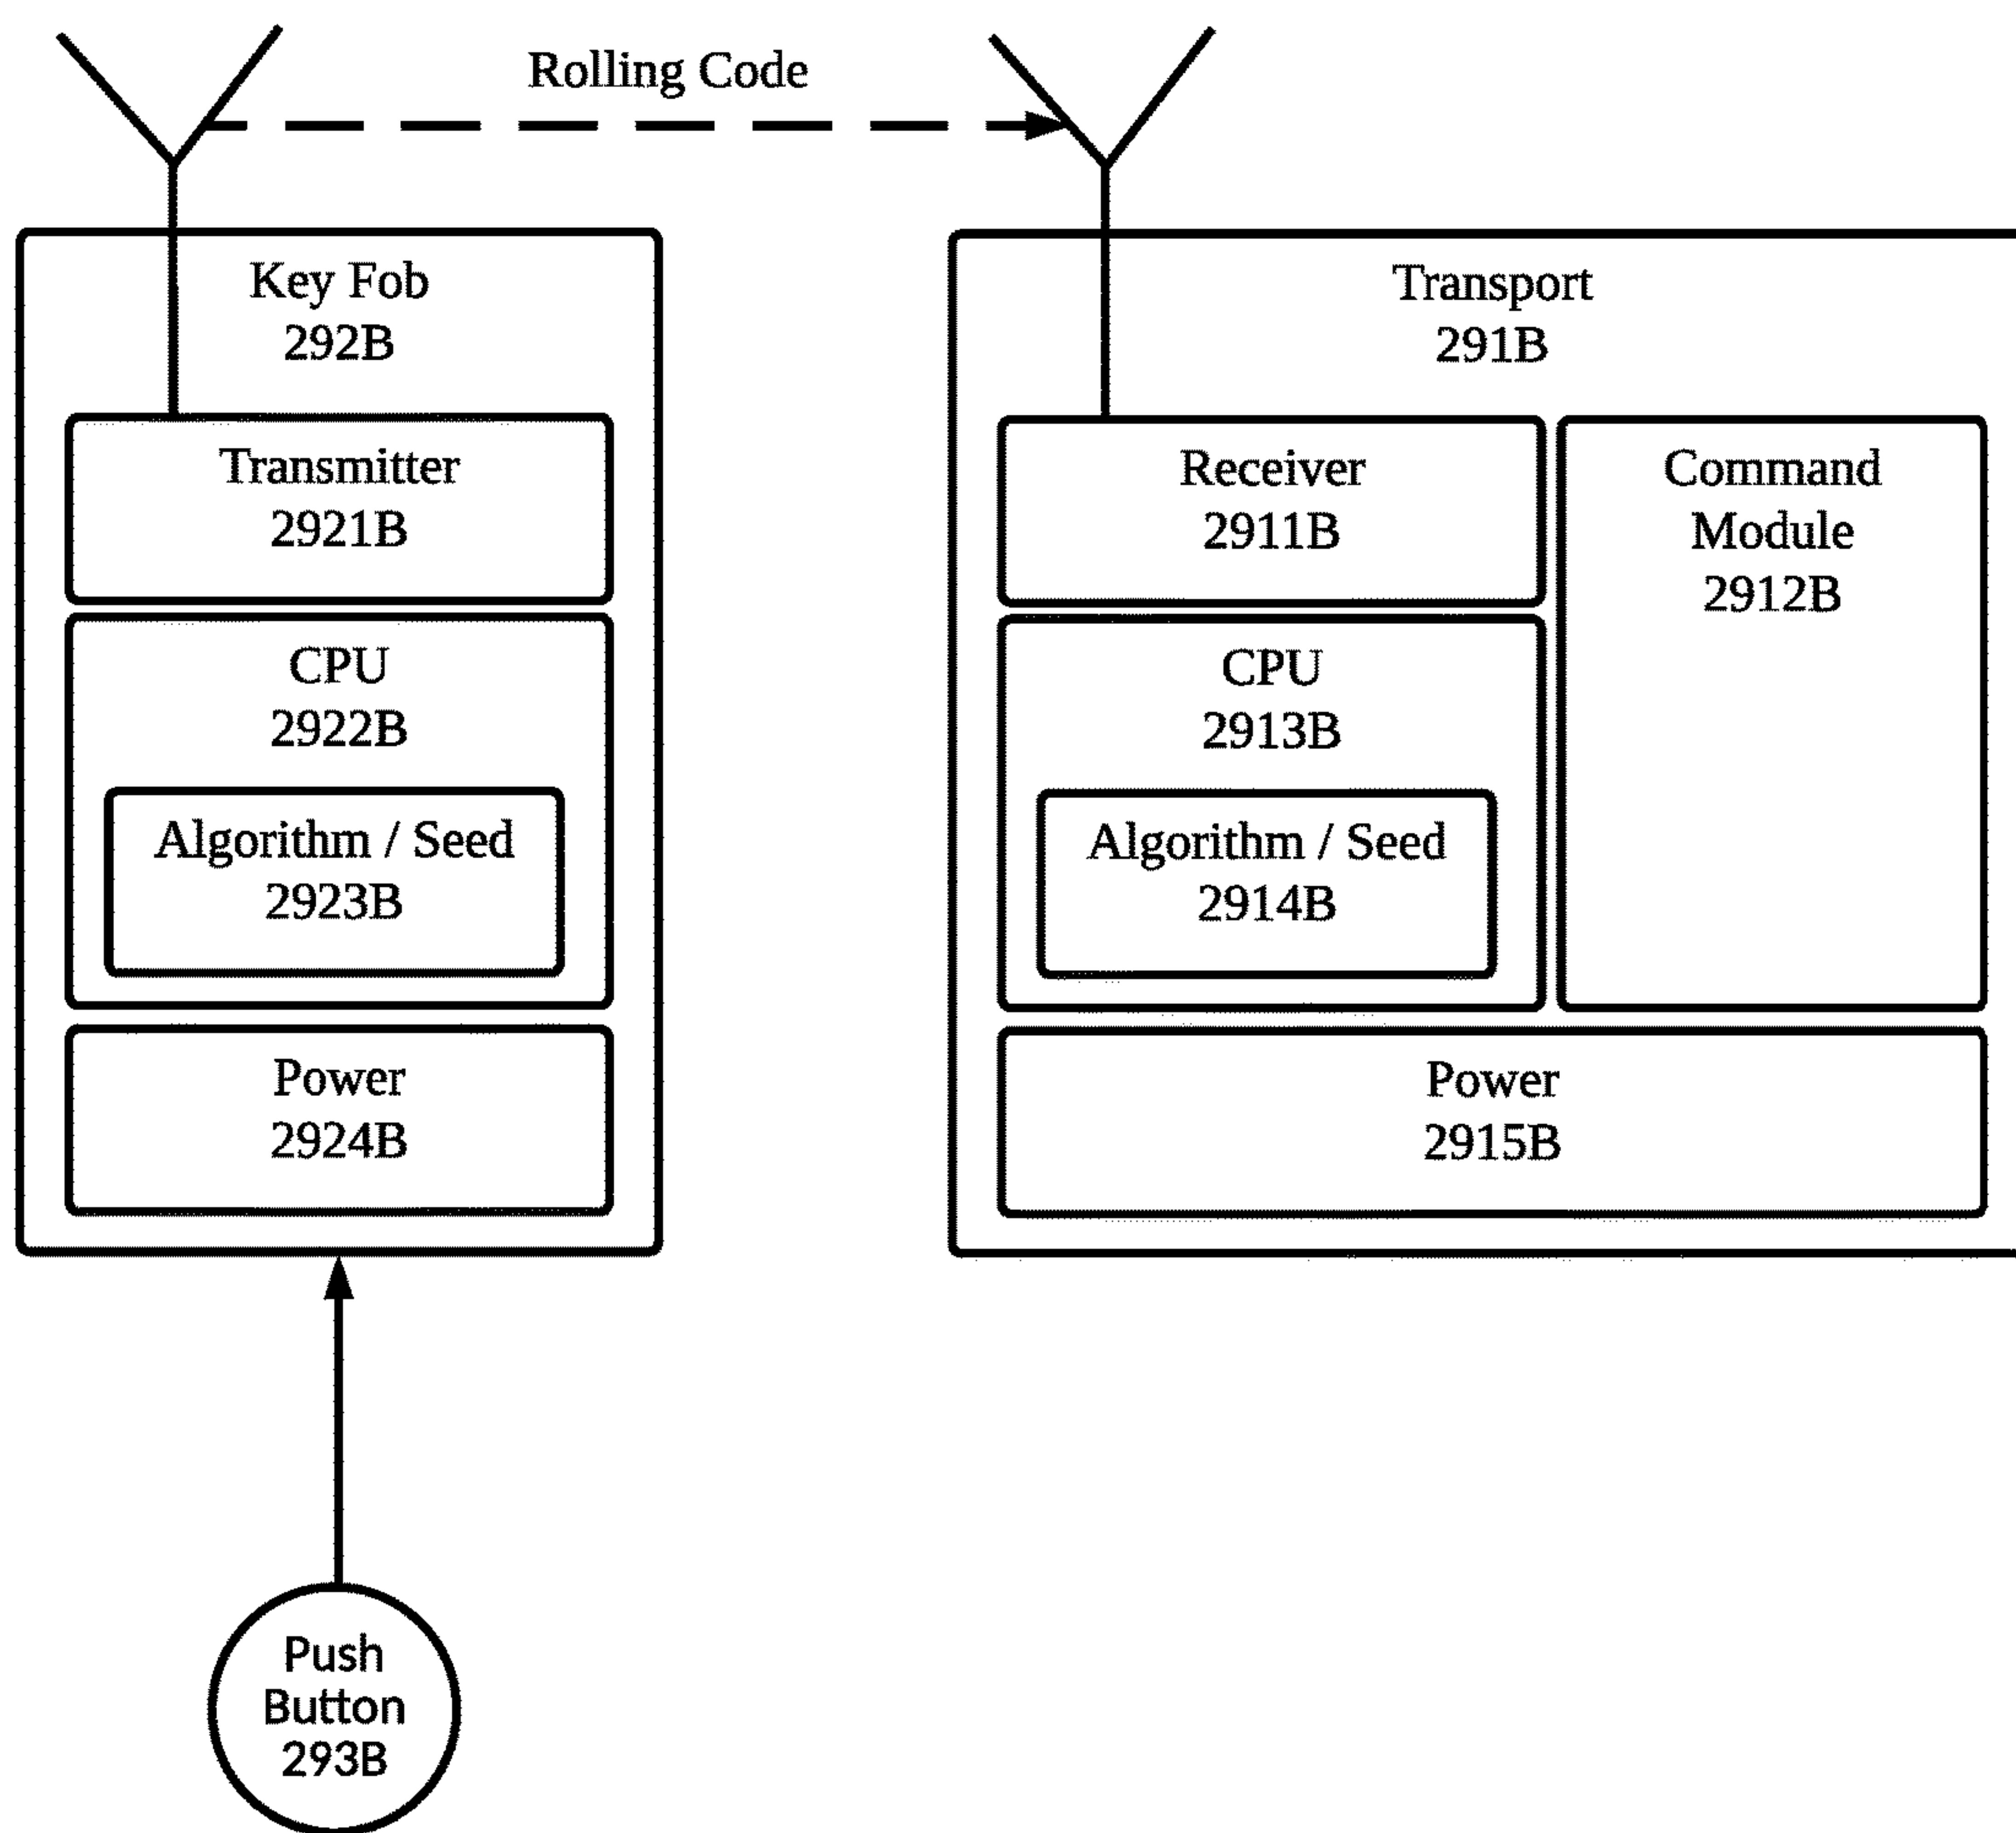 Rolling Code
Key Fob
292B
Transmitter
2921B
CPU
2922B
Algorithm / Seed
2923B
Power
2924B
Push
Button
293B
Transport
291B
Receiver
2911B
CPU
2913B
Algorithm / Seed
2914B
Command
Module
2912B
Power
2915B